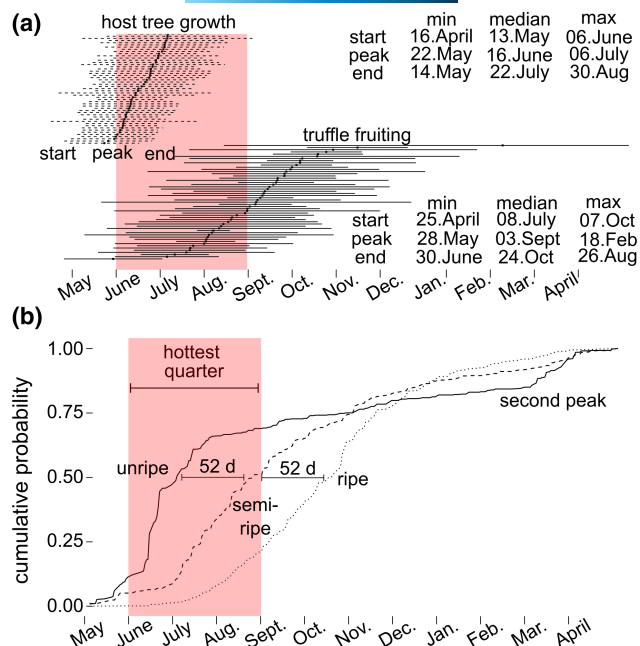 (a)
host tree growth
min median max
start 16.April 13.May 06.June
peak 22.May 16.June 06.July
end 14.May 22.July 30.Aug
truffle fruiting
start peak end
min median max
start 25.April 08.July 07.Oct
peak 28.May 03.Sept 18.Feb
end 30.June 24.Oct 26.Aug
May June July Aug. Sept. Oct. Nov. Dec. Jan. Feb. Mar. April
(b)
1.00
hottest
quarter
cumulative probability
0.75
second peak
unripe 52 d 52 d ripe
0.50
semi-
ripe
0.25
0.00
May June July Aug. Sept. Oct. Nov. Dec. Jan. Feb. Mar. April